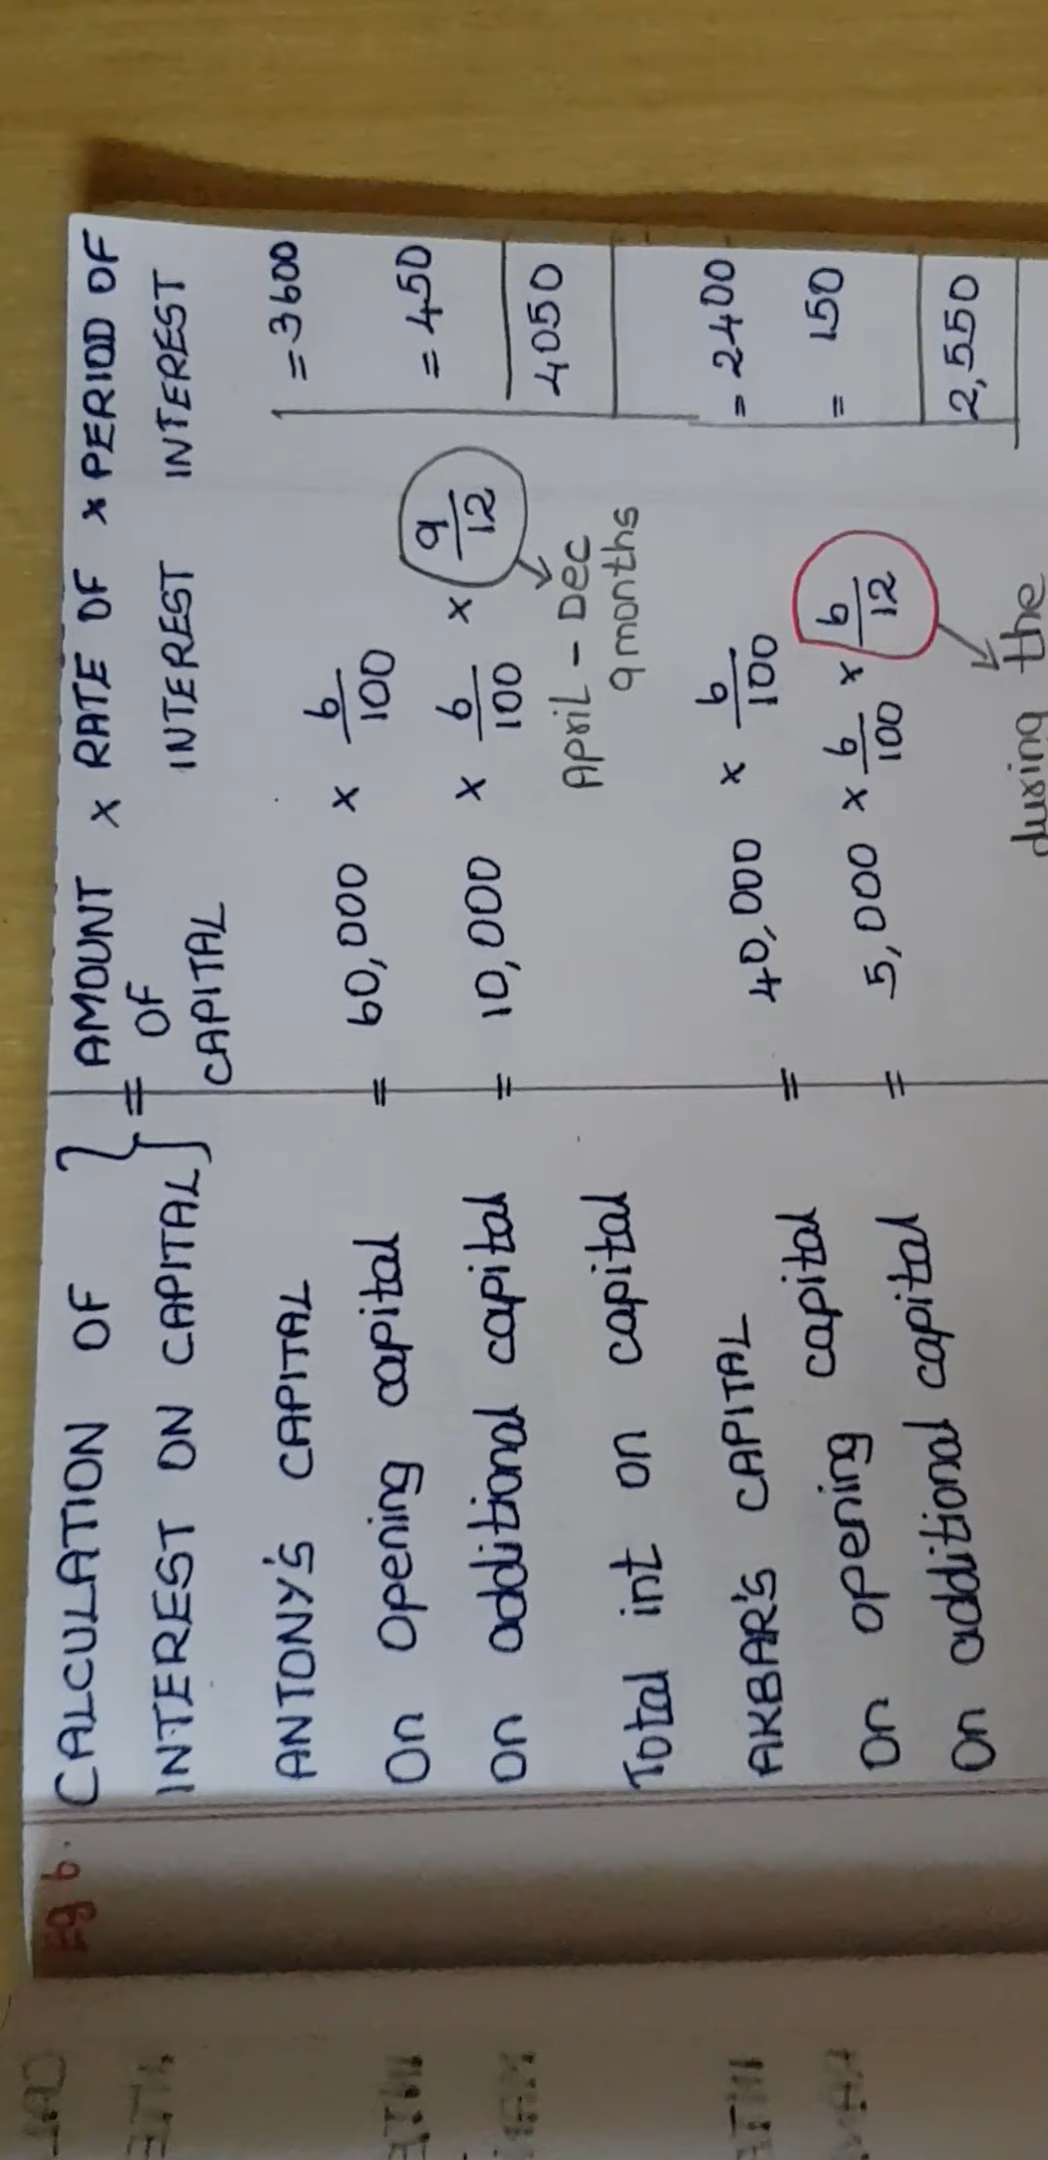 Eg 6. CALCULATION OF } = AMOUNT × RATE OF × PERIOD OF
INTEREST ON CAPITAL OF INTEREST INTEREST
CAPITAL
ANTONY'S CAPITAL
On opening capital = 60,000 × 6/100 = 3600
On additional capital = 10,000 × 6/100 × 9/12 = 450
April - Dec
9 months
Total int on capital 4050
AKBAR'S CAPITAL
On opening capital = 40,000 × 6/100 = 2400
On additional capital = 5,000 × 6/100 × 6/12 = 150
2,550
during the